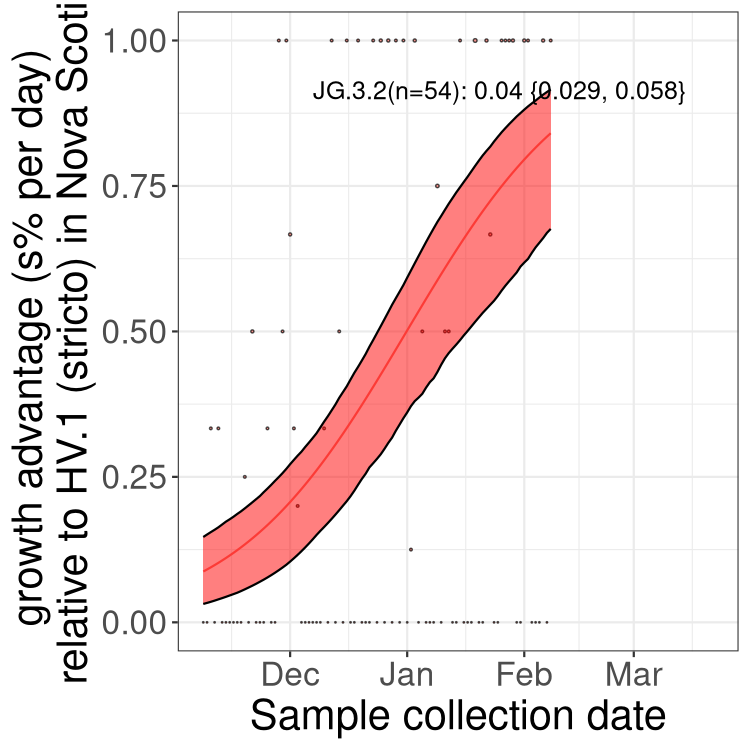 growth advantage (s% per day)
relative to HV.1 (stricto) in Nova Scoti
1.00
0.75
0.50
0.25
0.00
JG.3.2(n=54): 0.04 {0.029, 0.058}
Dec Jan Feb Mar
Sample collection date